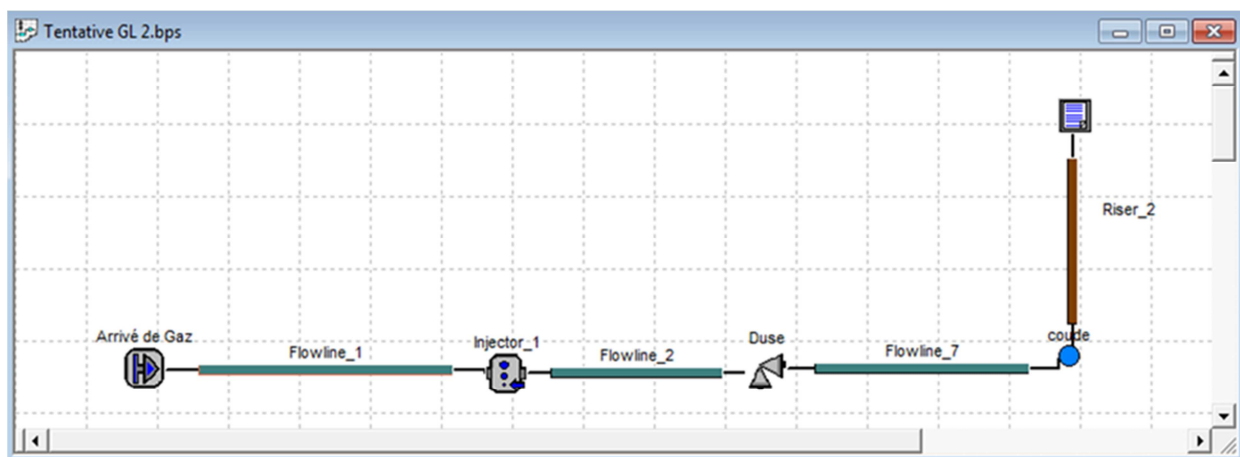 Tentative GL 2.bps
Riser_2
Arrivé de Gaz
Flowline_1
Injector_1
Flowline_2
Duse
Flowline_7
coude